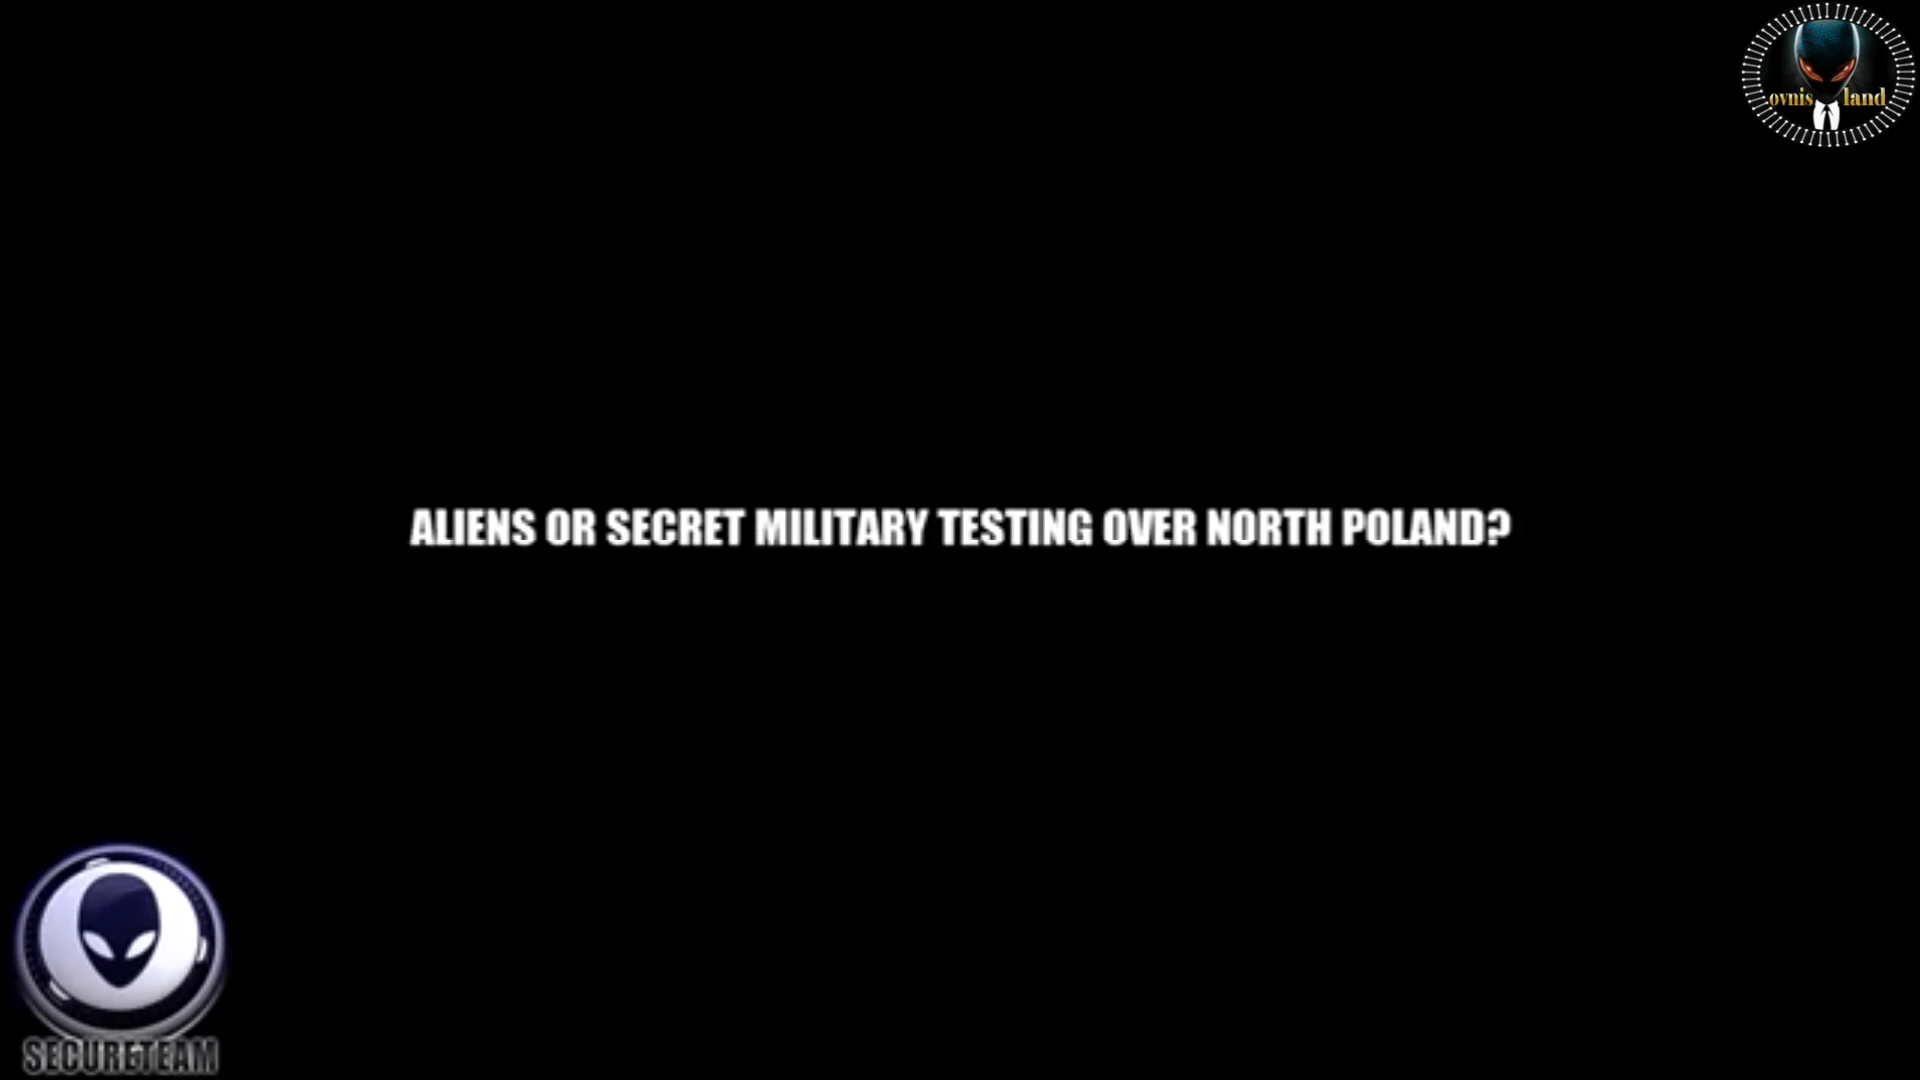 ovnis land
ALIENS OR SECRET MILITARY TESTING OVER NORTH POLAND?
SECURETEAM